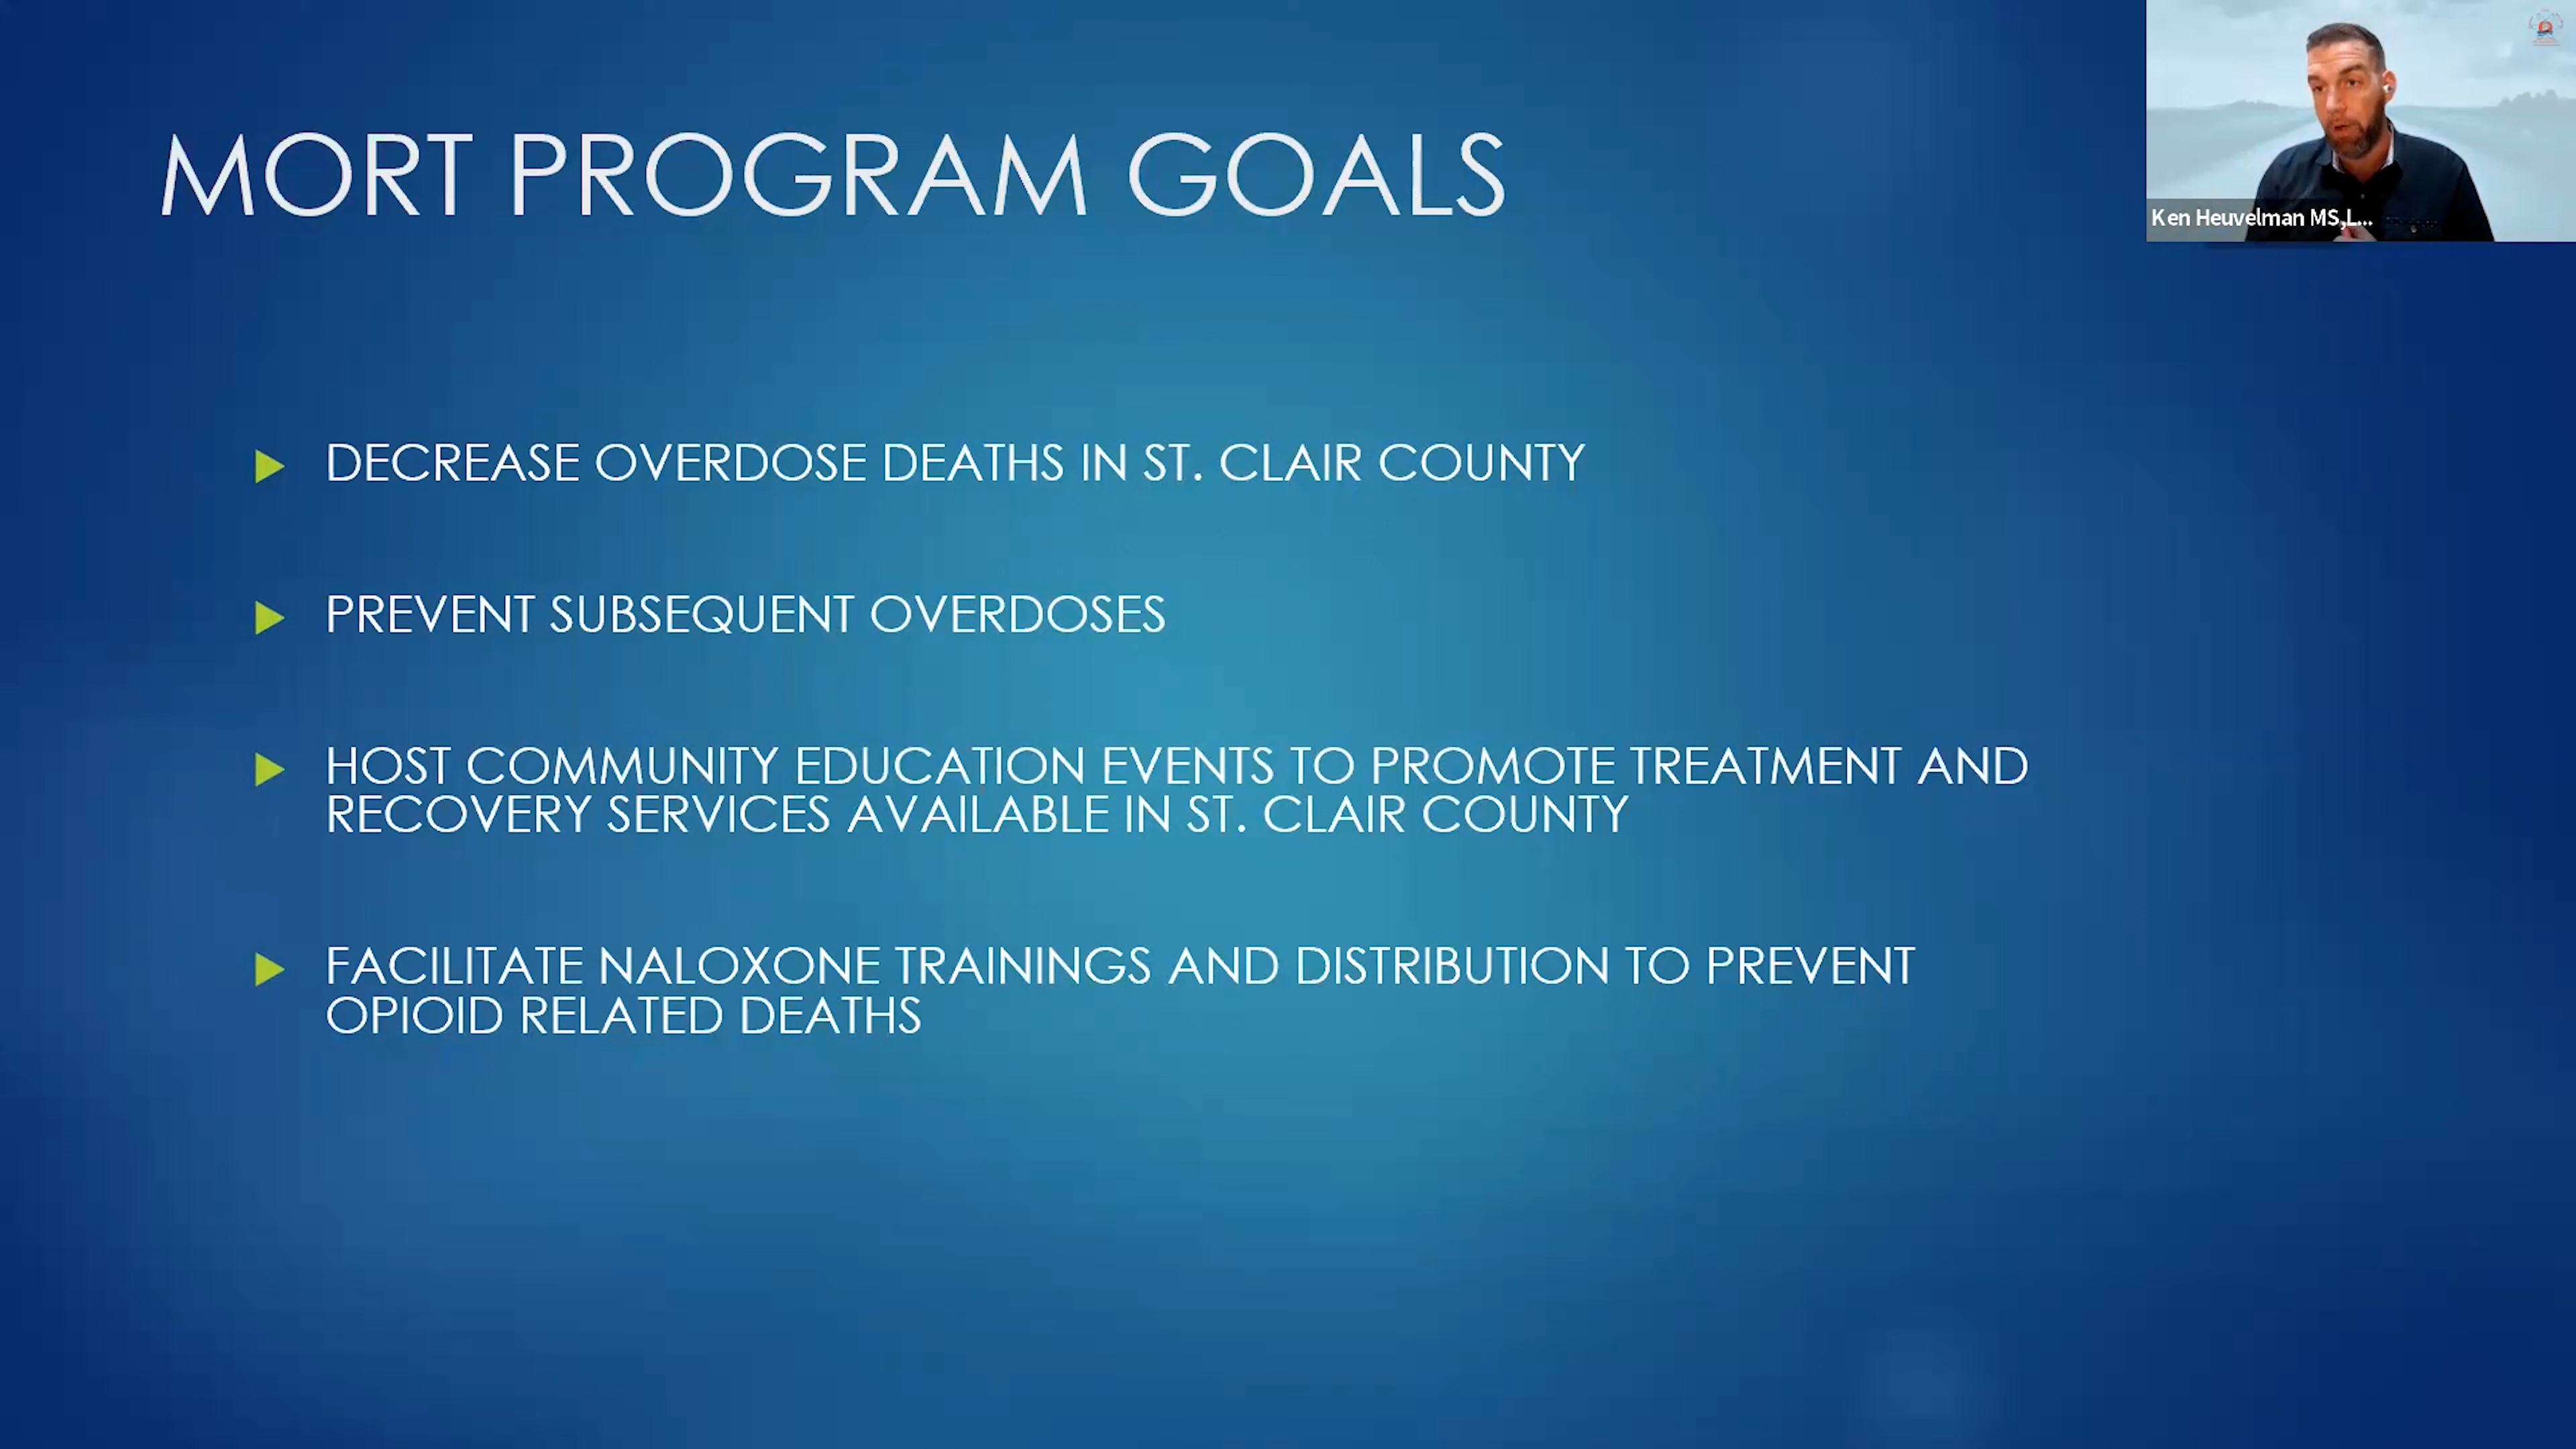 MORT PROGRAM GOALS
Ken Heuvelman MS,L...
DECREASE OVERDOSE DEATHS IN ST. CLAIR COUNTY
PREVENT SUBSEQUENT OVERDOSES
HOST COMMUNITY EDUCATION EVENTS TO PROMOTE TREATMENT AND
RECOVERY SERVICES AVAILABLE IN ST. CLAIR COUNTY
FACILITATE NALOXONE TRAININGS AND DISTRIBUTION TO PREVENT
OPIOID RELATED DEATHS